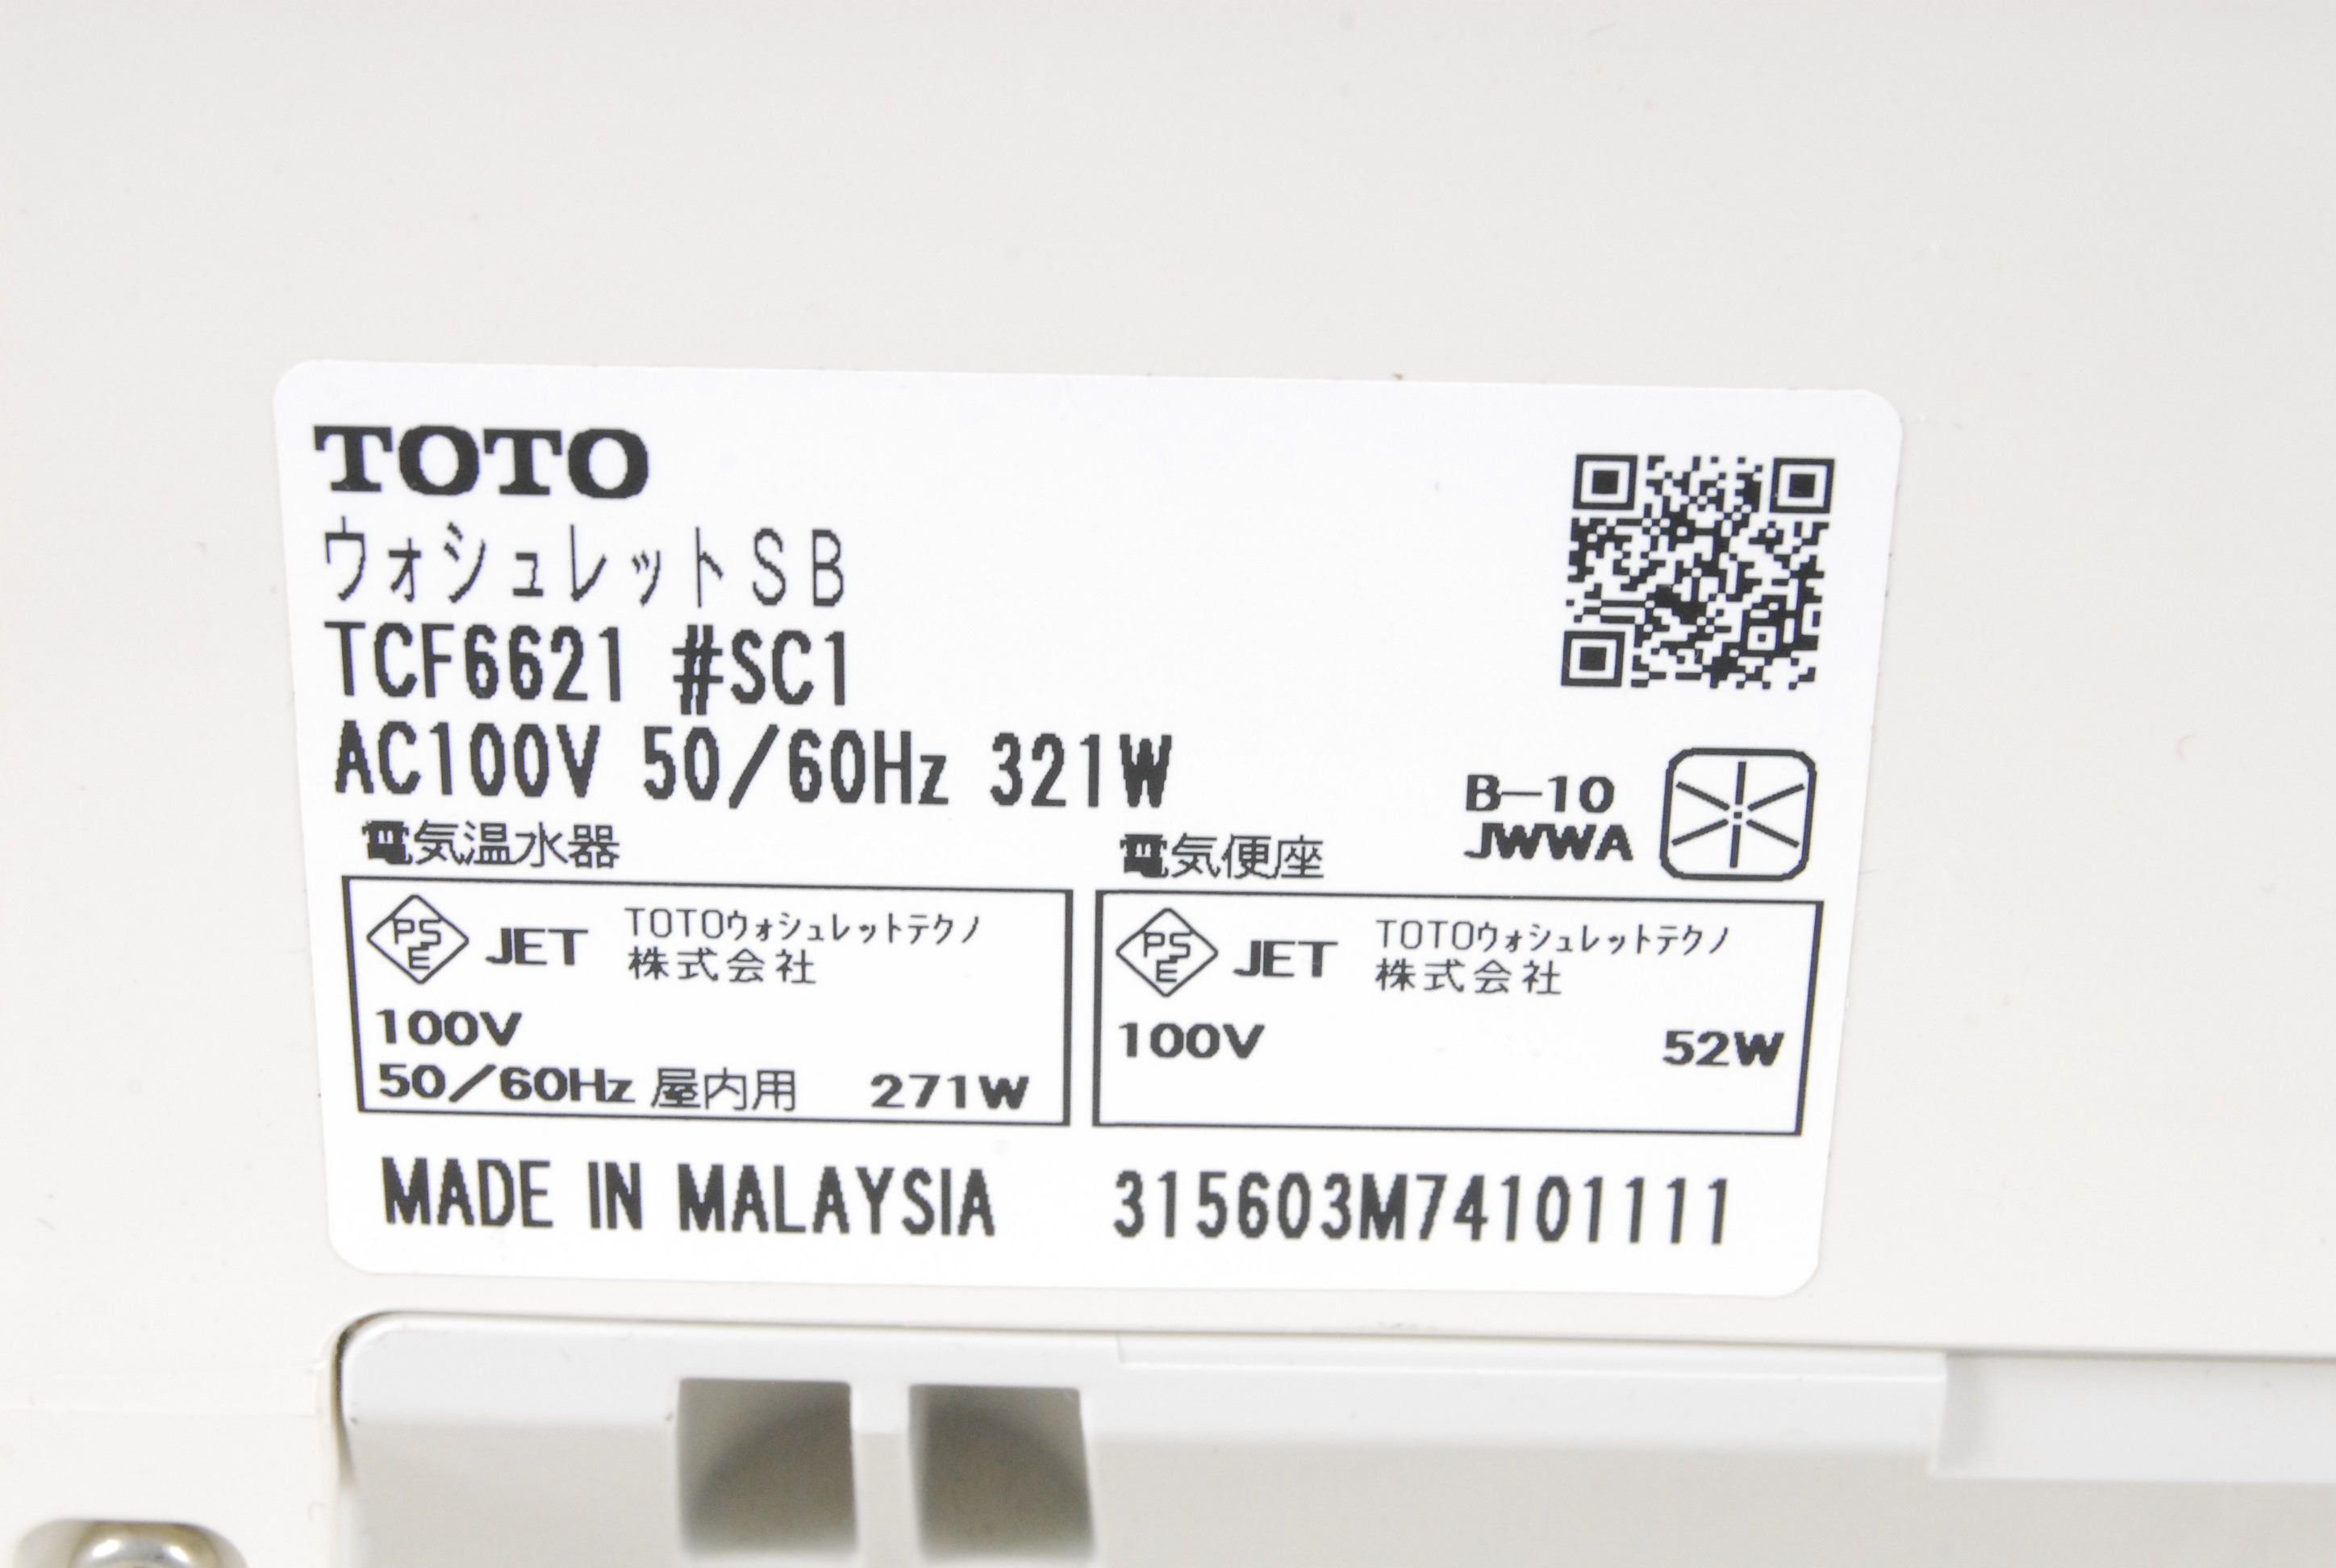 TOTO
ウォシュレットSB
TCF6621 #SC1
AC100V 50/60Hz 321W
B-10
JWWA
電気温水器
電気便座
PSE JET TOTOウォシュレットテクノ
株式会社
100V
50/60Hz 屋内用 271W
PSE JET TOTOウォシュレットテクノ
株式会社
100V 52W
MADE IN MALAYSIA 315603M74101111